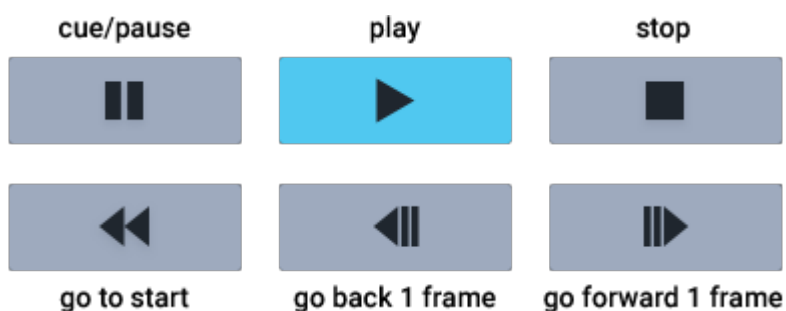 cue/pause play stop
go to start go back 1 frame go forward 1 frame